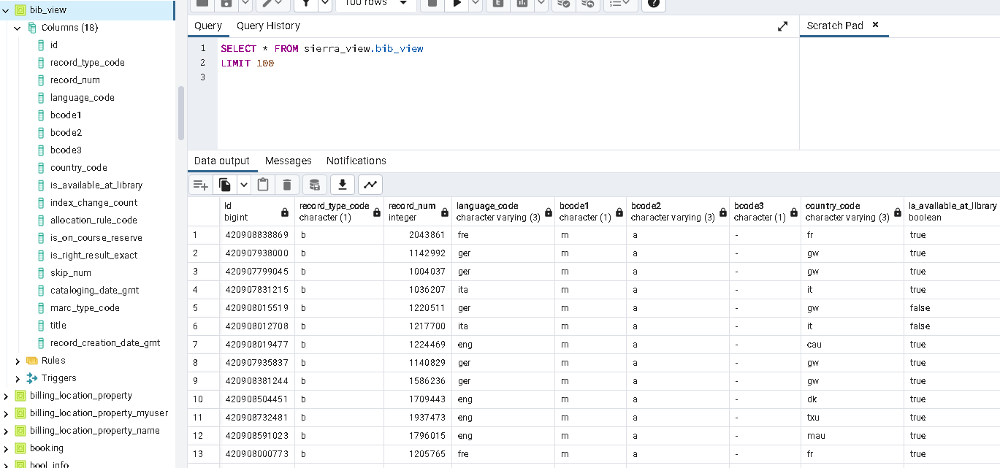 bib_view
Columns (18)
id
record_type_code
record_num
language_code
bcode1
bcode2
bcode3
country_code
is_available_at_library
index_change_count
allocation_rule_code
is_on_course_reserve
is_right_result_exact
skip_num
cataloging_date_gmt
marc_type_code
title
record_creation_date_gmt
Rules
Triggers
billing_location_property
billing_location_property_myuser
billing_location_property_name
booking
bool_info
100 rows
Query Query History
Scratch Pad ×
1 SELECT * FROM sierra_view.bib_view
2 LIMIT 100
3
Data output Messages Notifications
id record_type_code record_num language_code bcode1 bcode2 bcode3 country_code is_available_at_library
bigint character (1) integer character varying (3) character (1) character varying (3) character (1) character varying (3) boolean
1 420908838869 b 2043861 fre m a - fr true
2 420907938000 b 1142992 ger m a - gw true
3 420907799045 b 1004037 ger m a - gw true
4 420907831215 b 1036207 ita m a - it true
5 420908015519 b 1220511 ger m a - gw false
6 420908012708 b 1217700 ita m a - it false
7 420908019477 b 1224469 eng m a - cau true
8 420907935837 b 1140829 ger m a - gw true
9 420908381244 b 1586236 ger m a - gw true
10 420908504451 b 1709443 eng m a - dk true
11 420908732481 b 1937473 eng m a - txu true
12 420908591023 b 1796015 eng m a - mau true
13 420908000773 b 1205765 fre m a - fr true